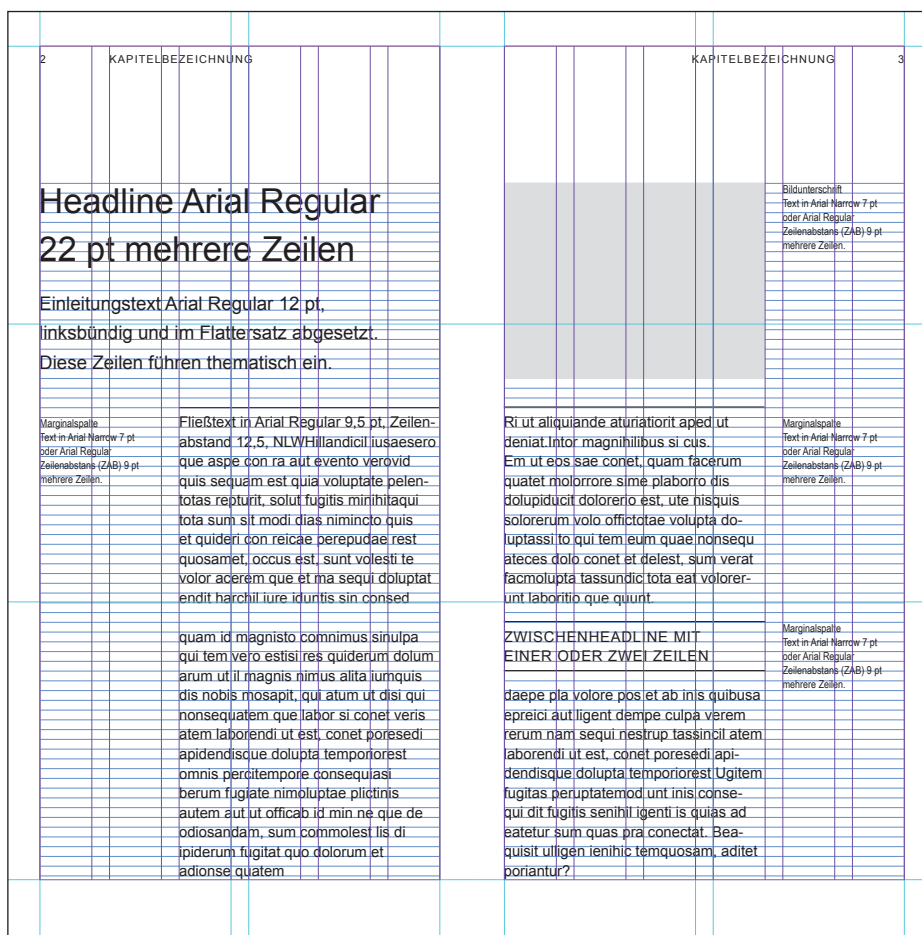 2 KAPITELBEZEICHNUNG
Headline Arial Regular
22 pt mehrere Zeilen
Einleitungstext Arial Regular 12 pt,
linksbündig und im Flattersatz abgesetzt.
Diese Zeilen führen thematisch ein.
Marginalspalte
Text in Arial Narrow 7 pt
oder Arial Regular
Zeilenabstans (ZAB) 9 pt
mehrere Zeilen.
Fließtext in Arial Regular 9,5 pt, Zeilen-
abstand 12,5, NLWHillandicil iusaesero
que aspe con ra aut evento verovid
quis sequam est quia voluptate pelen-
totas repturit, solut fugitis minihitaqui
tota sum sit modi dias nimincto quis
et quideri con reicae perepudae rest
quosamet, occus est, sunt volesti te
volor acerem que et ma sequi doluptat
endit harchil iure iduntis sin consed
quam id magnisto comnimus sinulpa
qui tem vero estisi res quiderum dolum
arum ut il magnis nimus alita iumquis
dis nobis mosapit, qui atum ut disi qui
nonsequatem que labor si conet veris
atem laborendi ut est, conet poresedi
apidendisque dolupta temporiorest
omnis percitempore consequiasi
berum fugiate nimoluptae plictinis
autem aut ut officab id min ne que de
odiosandam, sum commolest lis di
ipiderum fugitat quo dolorum et
adionse quatem
KAPITELBEZEICHNUNG 3
Bildunterschrift
Text in Arial Narrow 7 pt
oder Arial Regular
Zeilenabstans (ZAB) 9 pt
mehrere Zeilen.
Ri ut aliquiande aturiatiorit aped ut
deniat.Intor magnihilibus si cus.
Em ut eos sae conet, quam facerum
quatet molorrore sime plaborro dis
dolupiducit dolorerio est, ute nisquis
solorerum volo offictotae volupta do-
luptassi to qui tem eum quae nonsequ
ateces dolo conet et delest, sum verat
facmolupta tassundic tota eat volorer-
unt laboritio que quunt.
Marginalspalte
Text in Arial Narrow 7 pt
oder Arial Regular
Zeilenabstans (ZAB) 9 pt
mehrere Zeilen.
ZWISCHENHEADLINE MIT
EINER ODER ZWEI ZEILEN
Marginalspalte
Text in Arial Narrow 7 pt
oder Arial Regular
Zeilenabstans (ZAB) 9 pt
mehrere Zeilen.
daepe pla volore pos et ab inis quibusa
epreici aut ligent dempe culpa verem
rerum nam sequi nestrup tassincil atem
laborendi ut est, conet poresedi api-
dendisque dolupta temporiorest Ugitem
fugitas peruptatemod unt inis conse-
qui dit fugitis senihil igenti is quias ad
eatetur sum quas pra conectat. Bea-
quisit ulligen ienihic temquosam, aditet
poriantur?